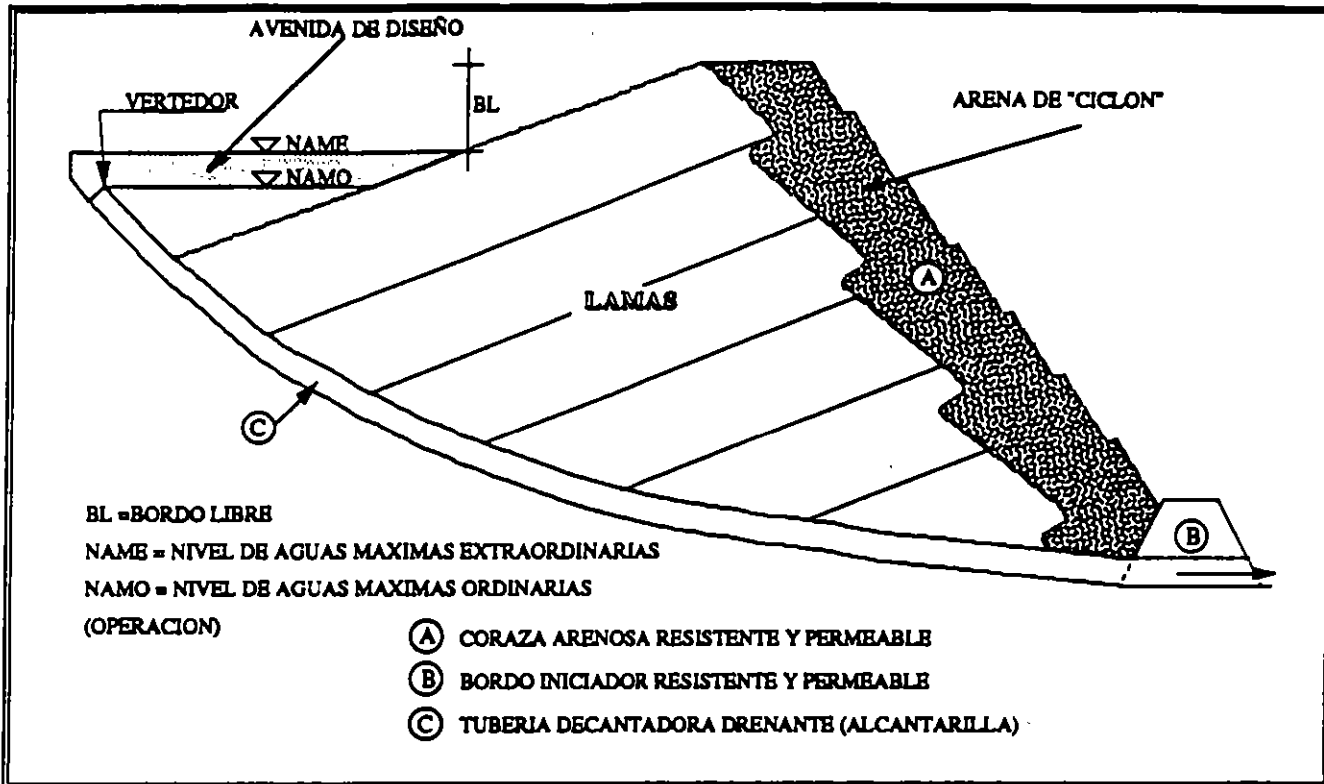 AVENIDA DE DISEÑO
VERTEDOR
BL
ARENA DE "CICLON"
NAME
NAMO
A
LAMAS
C
BL = BORDO LIBRE
NAME = NIVEL DE AGUAS MAXIMAS EXTRAORDINARIAS
NAMO = NIVEL DE AGUAS MAXIMAS ORDINARIAS
(OPERACION)
B
A CORAZA ARENOSA RESISTENTE Y PERMEABLE
B BORDO INICIADOR RESISTENTE Y PERMEABLE
C TUBERIA DECANTADORA DRENANTE (ALCANTARILLA)